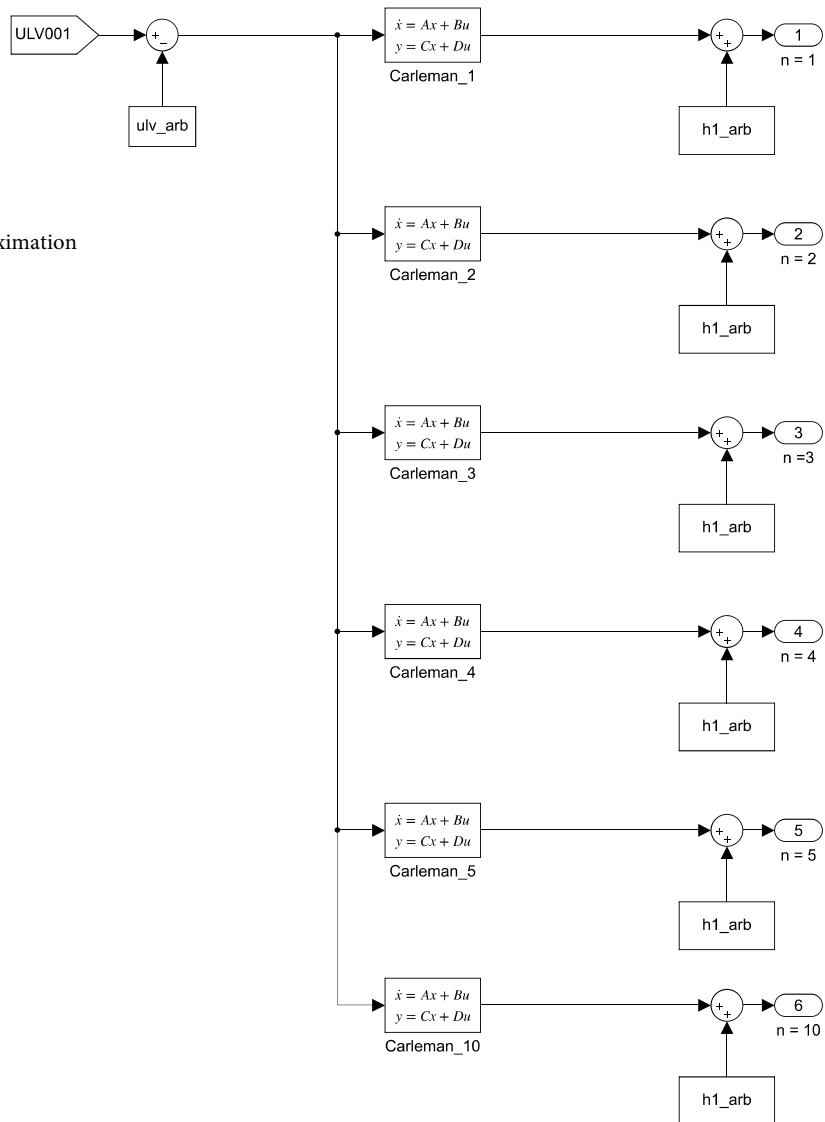 ULV001
+
−
ẋ = Ax + Bu
y = Cx + Du
Carleman_1
+
+
1
n = 1
ulv_arb
h1_arb
ẋ = Ax + Bu
y = Cx + Du
Carleman_2
+
+
2
n = 2
ximation
h1_arb
ẋ = Ax + Bu
y = Cx + Du
Carleman_3
+
+
3
n =3
h1_arb
ẋ = Ax + Bu
y = Cx + Du
Carleman_4
+
+
4
n = 4
h1_arb
ẋ = Ax + Bu
y = Cx + Du
Carleman_5
+
+
5
n = 5
h1_arb
ẋ = Ax + Bu
y = Cx + Du
Carleman_10
+
+
6
n = 10
h1_arb